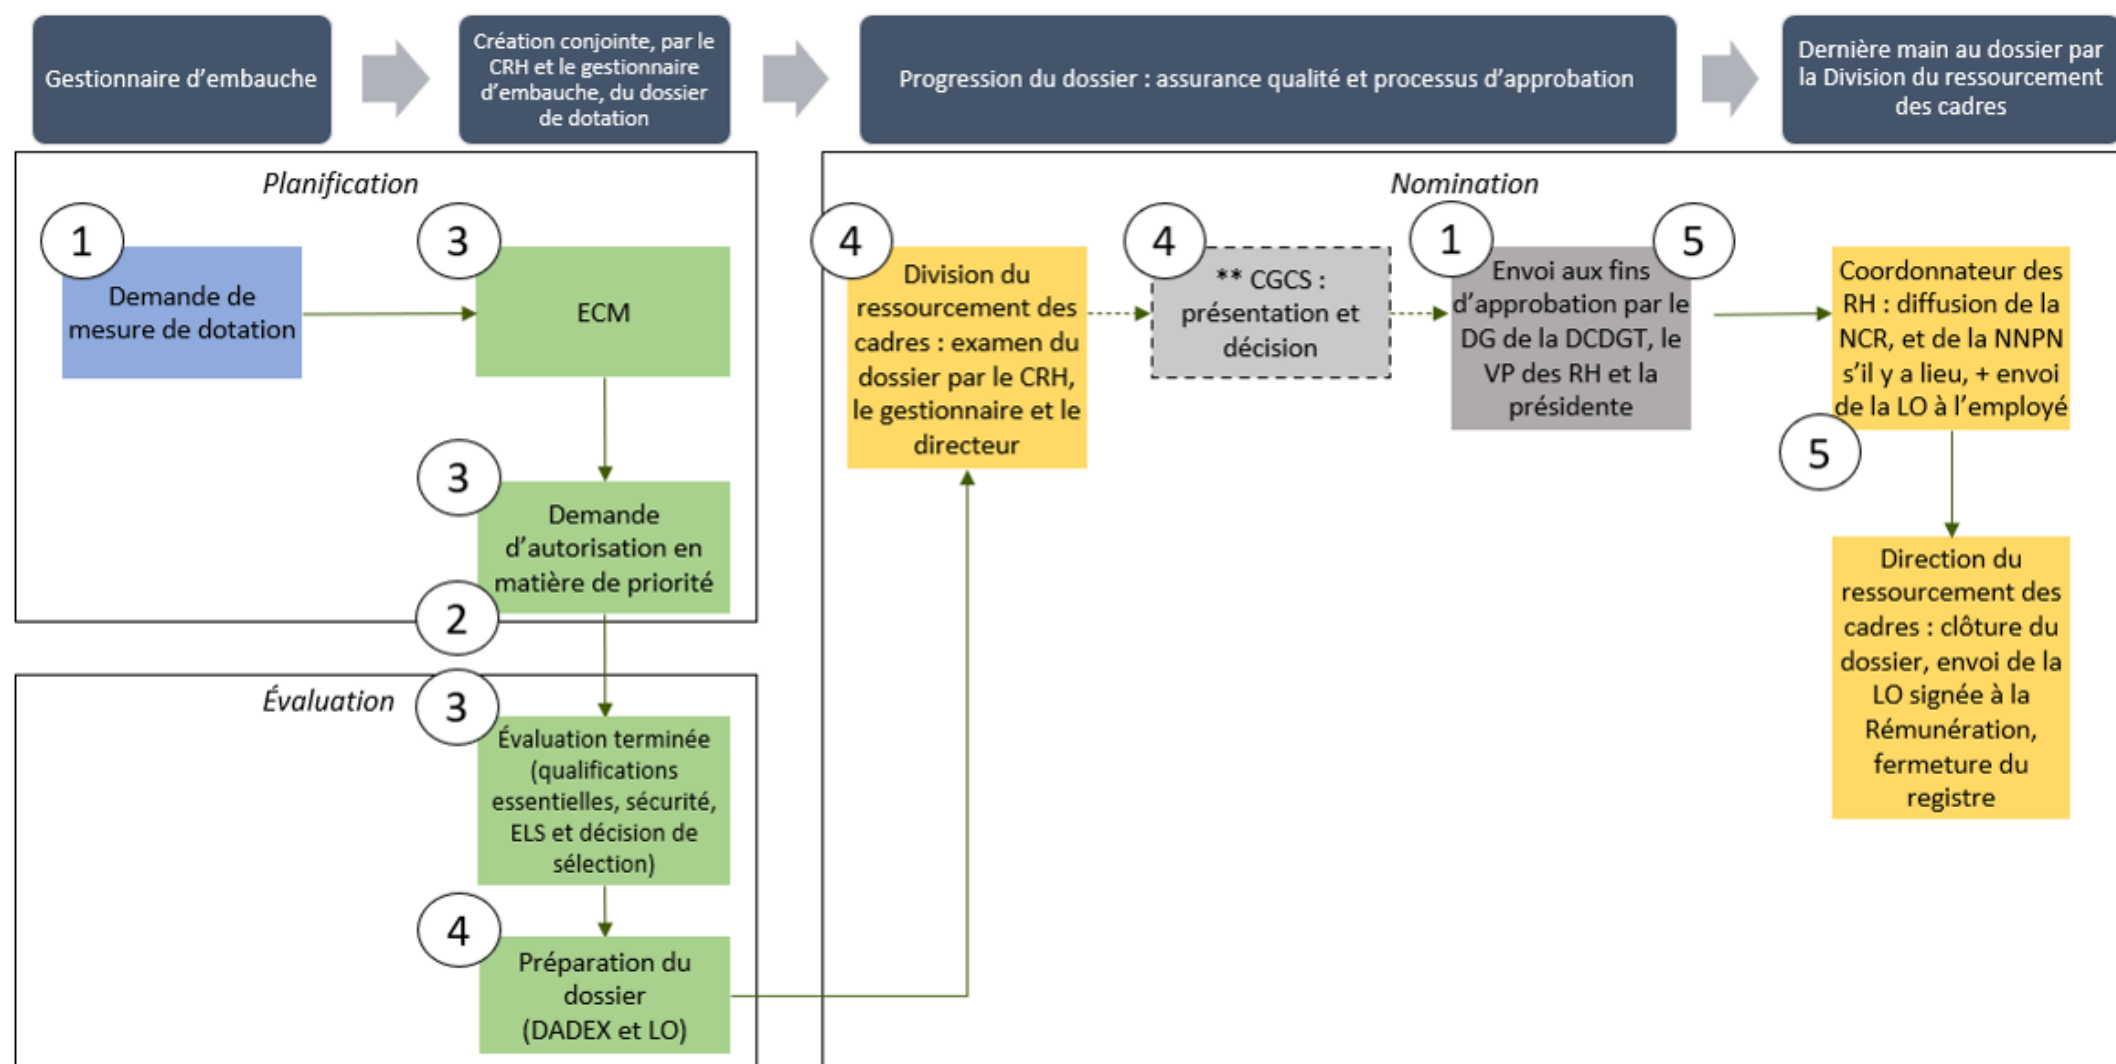 Gestionnaire d’embauche
Création conjointe, par le
CRH et le gestionnaire
d’embauche, du dossier
de dotation
Progression du dossier : assurance qualité et processus d’approbation
Dernière main au dossier par
la Division du ressourcement
des cadres
Planification
1
Demande de
mesure de dotation
3
ECM
3
Demande
d’autorisation en
matière de priorité
2
Évaluation
3
Évaluation terminée
(qualifications
essentielles, sécurité,
ELS et décision de
sélection)
4
Préparation du
dossier
(DADEX et LO)
Nomination
4
Division du
ressourcement des
cadres : examen du
dossier par le CRH,
le gestionnaire et le
directeur
4
** CGCS :
présentation et
décision
1
5
Envoi aux fins
d’approbation par le
DG de la DCDGT, le
VP des RH et la
présidente
Coordonnateur des
RH : diffusion de la
NCR, et de la NNPN
s’il y a lieu, + envoi
de la LO à l’employé
5
Direction du
ressourcement des
cadres : clôture du
dossier, envoi de la
LO signée à la
Rémunération,
fermeture du
registre